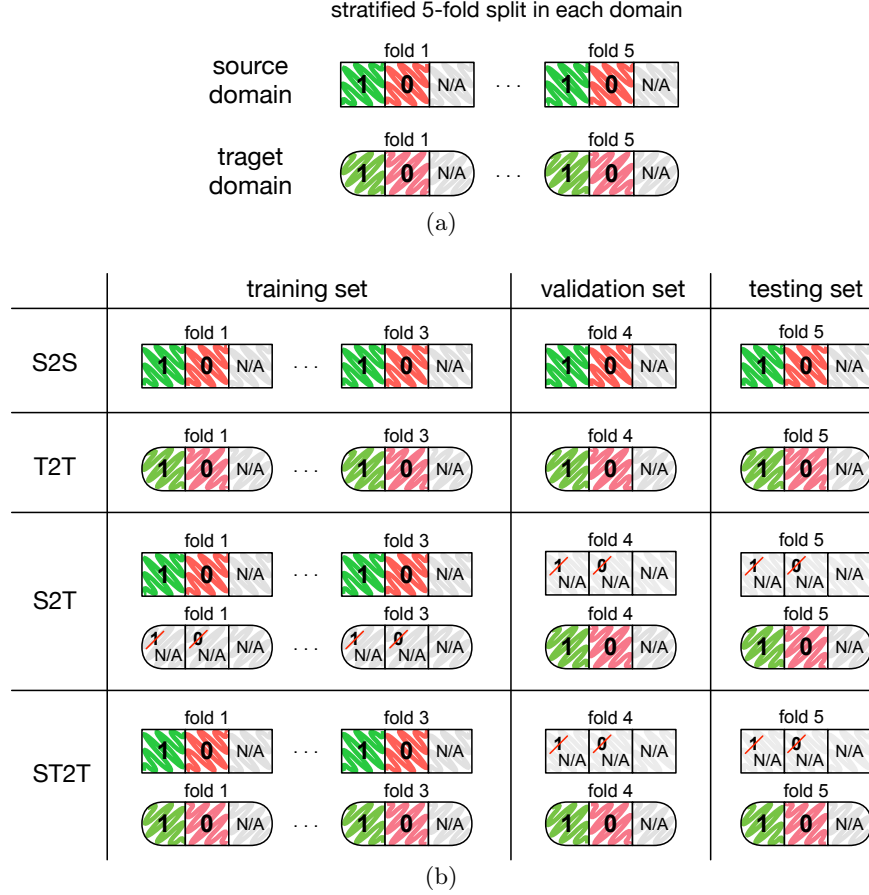 stratified 5-fold split in each domain
fold 1 fold 5
source domain
1 0 N/A . . . 1 0 N/A
fold 1 fold 5
traget domain
1 0 N/A . . . 1 0 N/A
(a)
training set validation set testing set
fold 1 fold 3 fold 4 fold 5
S2S 1 0 N/A . . . 1 0 N/A 1 0 N/A 1 0 N/A
fold 1 fold 3 fold 4 fold 5
T2T 1 0 N/A . . . 1 0 N/A 1 0 N/A 1 0 N/A
S2T
fold 1 fold 3 fold 4 fold 5
1 0 N/A . . . 1 0 N/A 1 N/A 0 N/A N/A 1 N/A 0 N/A N/A
fold 1 fold 3 fold 4 fold 5
1 N/A 0 N/A N/A . . . 1 N/A 0 N/A N/A 1 0 N/A 1 0 N/A
ST2T
fold 1 fold 3 fold 4 fold 5
1 0 N/A . . . 1 0 N/A 1 N/A 0 N/A N/A 1 N/A 0 N/A N/A
fold 1 fold 3 fold 4 fold 5
1 0 N/A . . . 1 0 N/A 1 0 N/A 1 0 N/A
(b)